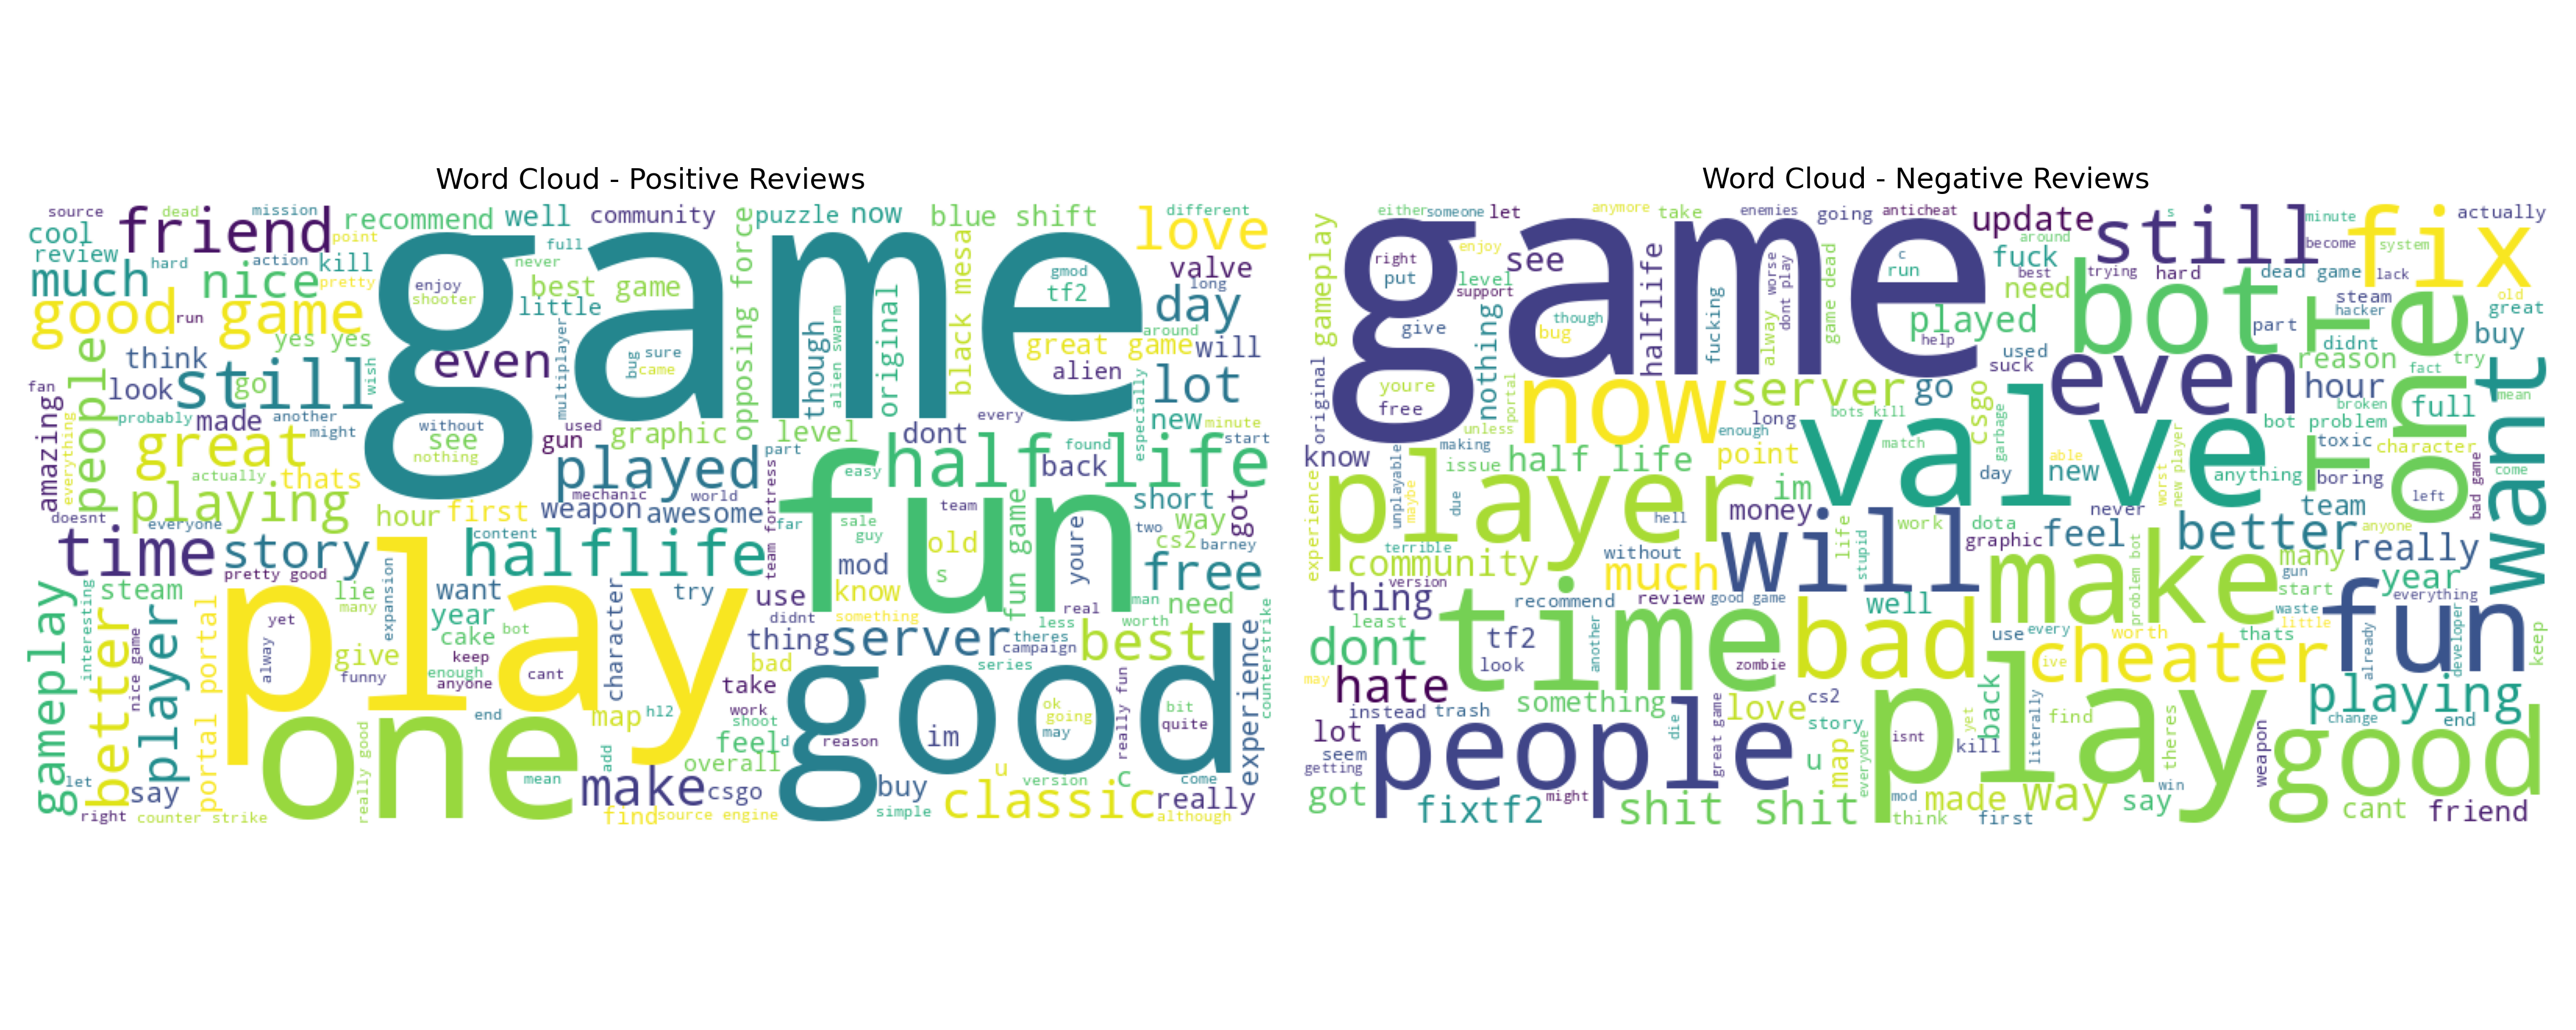 Word Cloud - Positive Reviews
source
dead
mission
friend
recommend
well
community
puzzle
now
blue shift
different
cool
point
full
love
review
hard
action
kill
never
gmod
valve
much
nice
pretty
enjoy
shooter
best game
tf2
long
good game
run
little
day
yes yes
game
opposing force
black mesa
around
people
think
even
multiplayer
bug
sure
came
though
alien swarm
original
great game
will
alien
fan
look
still
go
wish
lot
amazing
everything
probably
made
another
might
without
see
nothing
used
gun
graphic
level
every
dont
especially
new
minute
great
actually
thats
played
part
easy
half life
found
back
start
playing
mechanic
world
team fortress
fun
short
got
doesnt
everyone
hour
first
weapon
awesome
far
sale
guy
team
fun game
youre
two
way
cs2
barney
time
story
content
halflife
mod
old
s
pretty good
free
gameplay
interesting
steam
lie
many
expansion
want
year
try
use
know
something
real
man
need
better
player
portal portal
yet
play
cake
bot
character
didnt
less
worth
counterstrike
nice game
alway
give
funny
keep
enough
anyone
cant
thing
server
theres
campaign
best
experience
bad
series
take
good
one
end
map
hl2
work
shoot
ok
going
may
really fun
bit
quite
really good
mean
add
feel
d
reason
im
let
say
overall
make
csgo
buy
u
version
c
come
right
counter strike
find
source engine
simple
classic
really
although
Word Cloud - Negative Reviews
either
someone
let
anymore
take
enemies
going
anticheat
update
s
still
minute
fix
actually
gameplay
right
put
enjoy
level
support
see
halflife
game
alway worse
dont play
game dead
c
run
fuck
around
best
need
trying
hard
become
dead game
system
lack
give
nothing
though
bug
fucking
played
help
bot
steam
hacker
old
great
part
TT
one
buy
didnt
original
youre
free
portal
now
server
go
used
suck
even
reason
fact
try
want
unless
long
bots kill
csgo
garbage
hour
broken
full
mean
know
unplayable
making
enough
valve
match
bot problem
toxic
character
experience
issue
half life
point
able
worst
new player
day
new
anything
boring
come
player
maybe
due
im
money
never
team
left
bad game
hell
life
work
dota
graphic
feel
better
anyone
terrible
community
without
much
will
stupid
make
problem bot
many
really
version
gun
start
year
thing
recommend
review
good game
well
waste
little
fun
everything
least
time
tf2
look
another
bad
use
every
worth
thats
already
developer
keep
dont
zombie
cheater
give
may
hate
something
cs2
play
playing
instead
trash
die
great game
love
story
yet
back
literally
find
theres
change
end
lot
people
isnt
kill
seem
getting
u
map
everyone
weapon
good
got
fixtf2
might
shit shit
mod
made
way
win
say
think
first
cant
friend